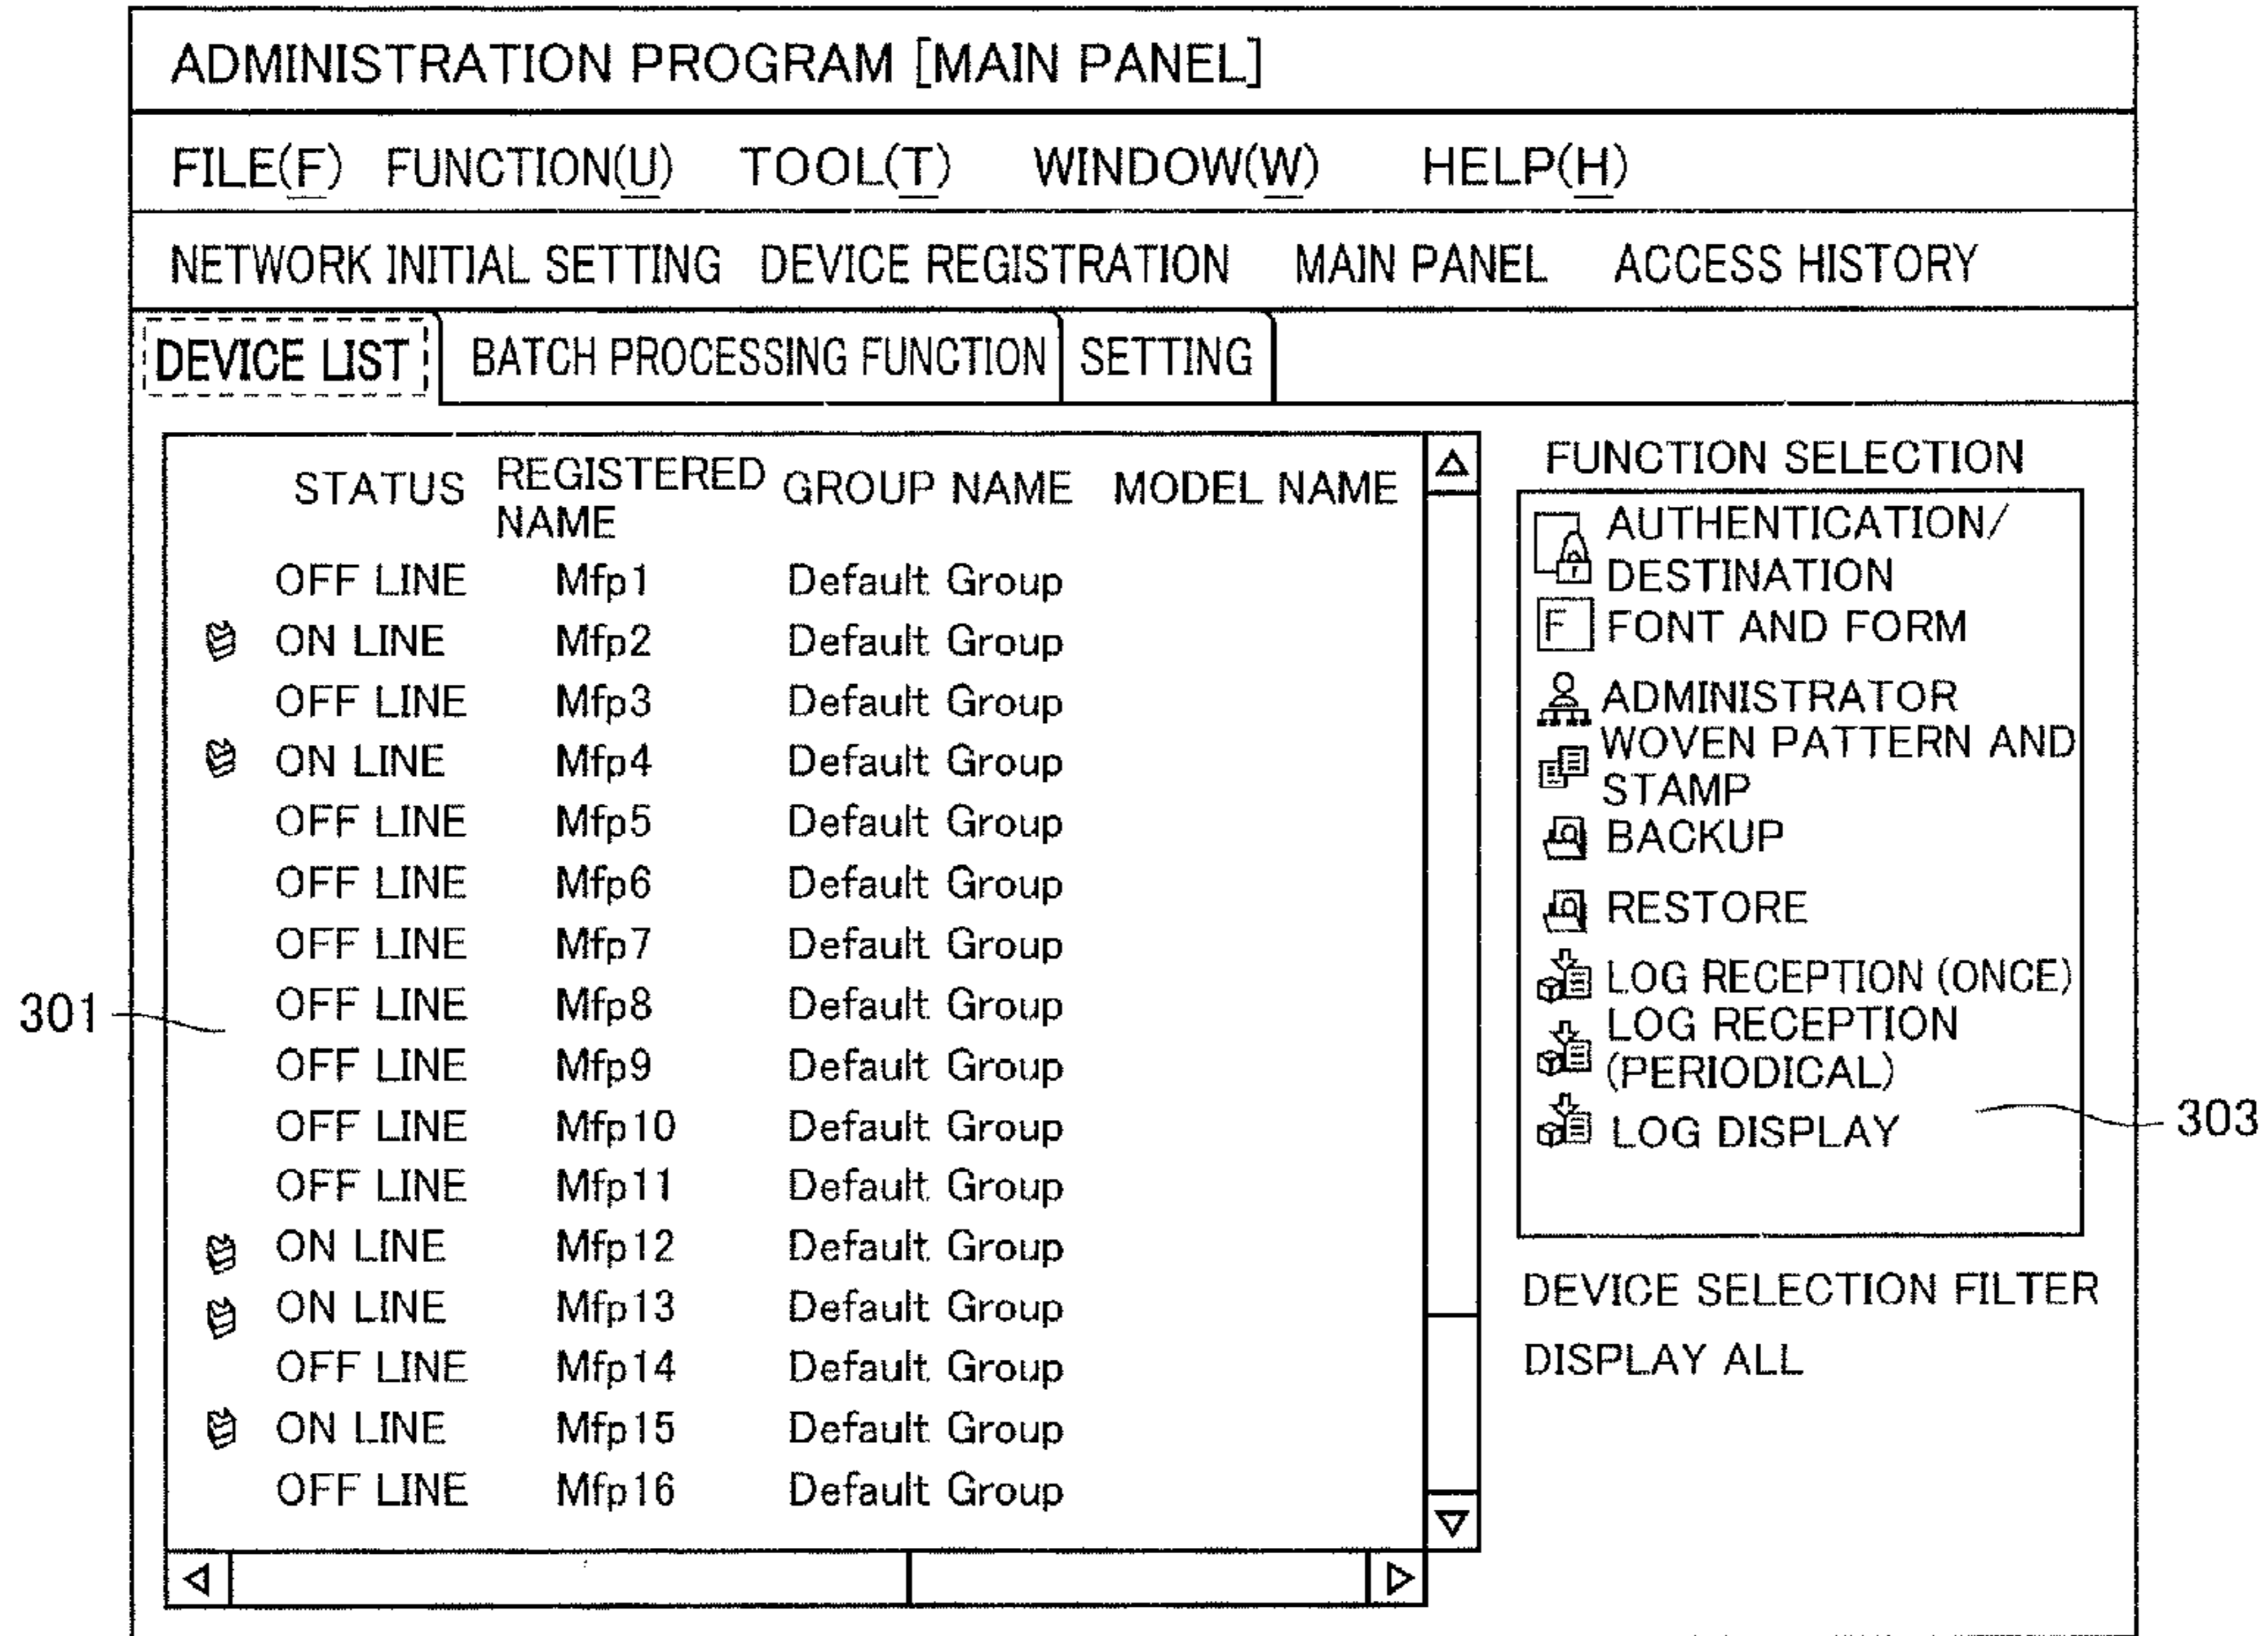 ADMINISTRATION PROGRAM [MAIN PANEL]
FILE(F) FUNCTION(U) TOOL(T) WINDOW(W) HELP(H)
NETWORK INITIAL SETTING DEVICE REGISTRATION MAIN PANEL ACCESS HISTORY
DEVICE LIST BATCH PROCESSING FUNCTION SETTING
STATUS REGISTERED NAME GROUP NAME MODEL NAME
OFF LINE Mfp1 Default Group
ON LINE Mfp2 Default Group
OFF LINE Mfp3 Default Group
ON LINE Mfp4 Default Group
OFF LINE Mfp5 Default Group
OFF LINE Mfp6 Default Group
OFF LINE Mfp7 Default Group
OFF LINE Mfp8 Default Group
OFF LINE Mfp9 Default Group
OFF LINE Mfp10 Default Group
OFF LINE Mfp11 Default Group
ON LINE Mfp12 Default Group
ON LINE Mfp13 Default Group
OFF LINE Mfp14 Default Group
ON LINE Mfp15 Default Group
OFF LINE Mfp16 Default Group
301
FUNCTION SELECTION
AUTHENTICATION/
DESTINATION
F FONT AND FORM
ADMINISTRATOR
WOVEN PATTERN AND
STAMP
BACKUP
RESTORE
LOG RECEPTION (ONCE)
LOG RECEPTION
(PERIODICAL)
LOG DISPLAY
303
DEVICE SELECTION FILTER
DISPLAY ALL